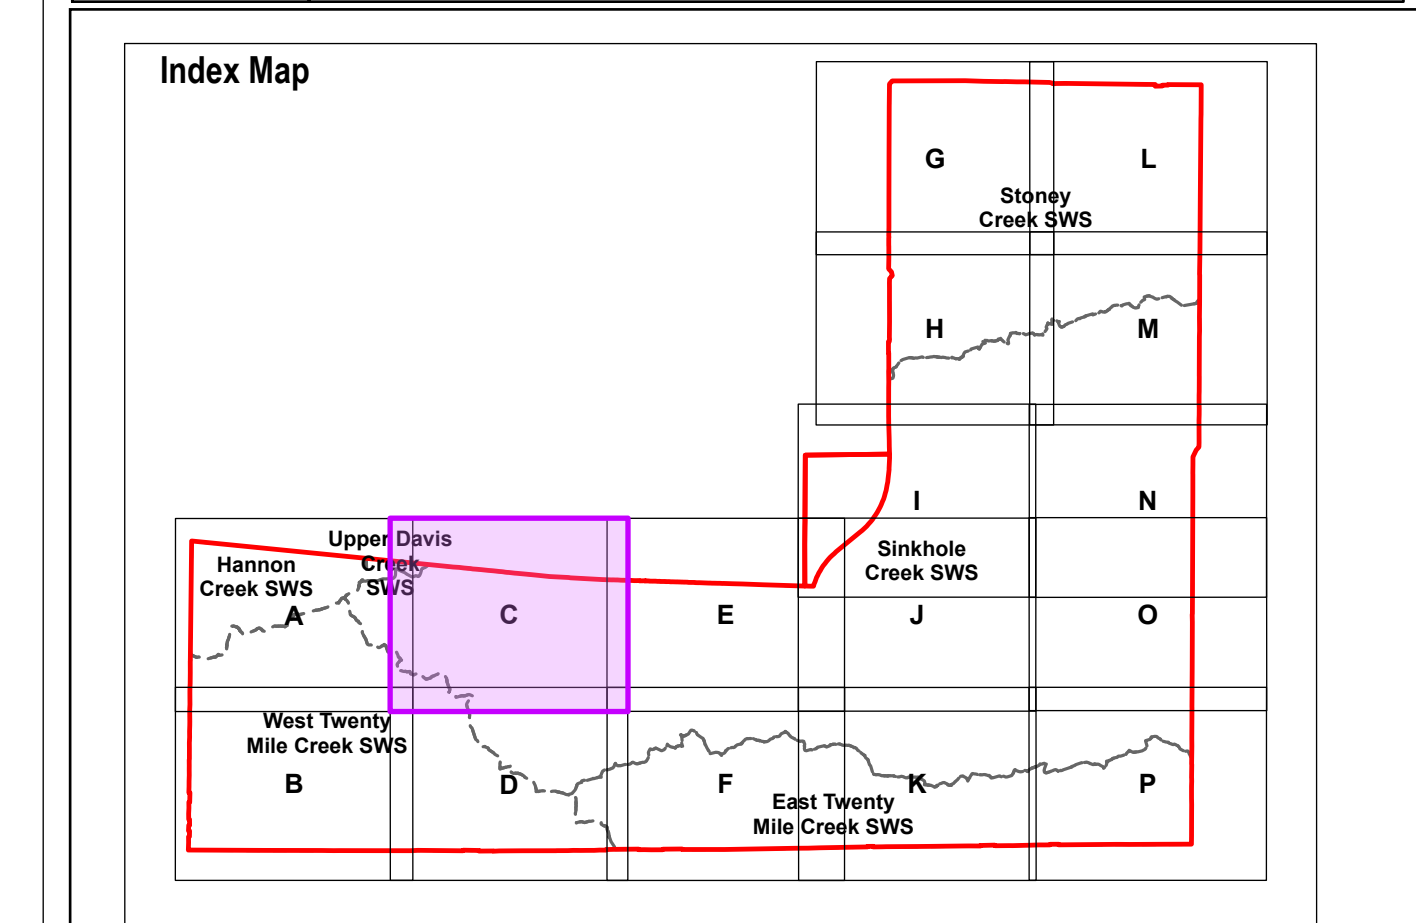 Index Map
G
L
Stoney
Creek SWS
H
M
I
N
Upper Davis
Creek
SWS
Hannon
Creek SWS
Sinkhole
Creek SWS
A
C
E
J
O
West Twenty
Mile Creek SWS
B
D
F
K
P
East Twenty
Mile Creek SWS